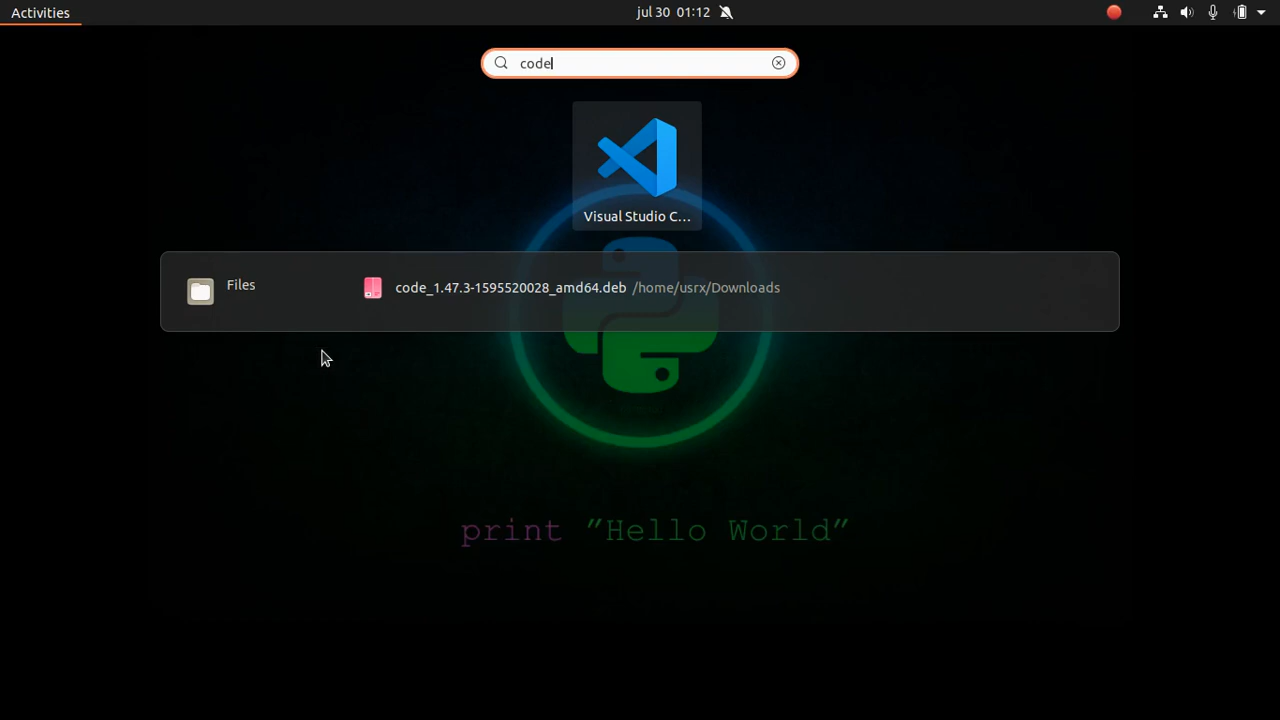 Activities
jul 30 01:12
code
Visual Studio C...
Files
code_1.47.3-1595520028_amd64.deb /home/usrx/Downloads
print ”Hello World”